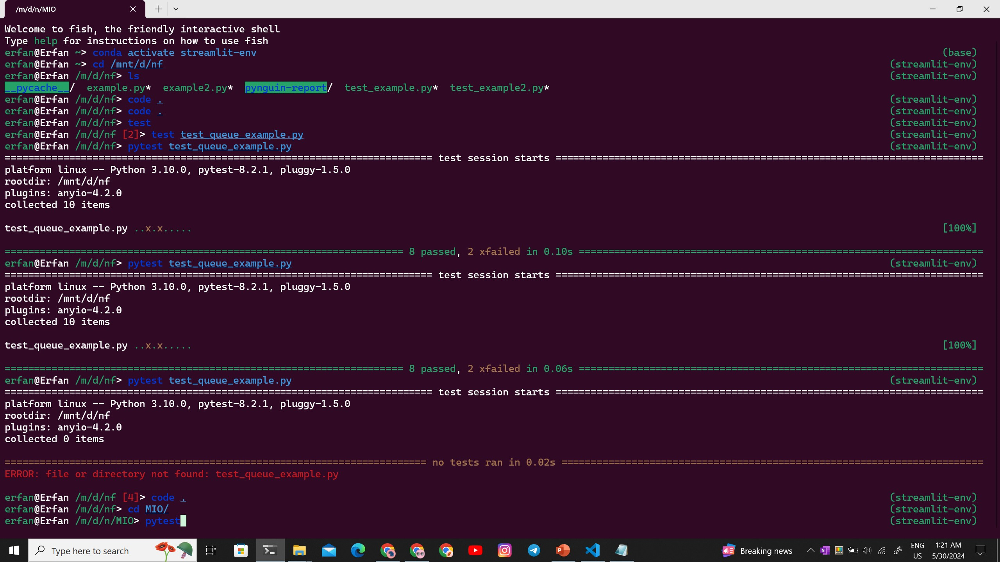 /m/d/n/MIO
Welcome to fish, the friendly interactive shell
Type help for instructions on how to use fish
erfan@Erfan ~> conda activate streamlit-env (base)
erfan@Erfan ~> cd /mnt/d/nf (streamlit-env)
erfan@Erfan /m/d/nf> ls (streamlit-env)
__pycache__/ example.py* example2.py* pynguin-report/ test_example.py* test_example2.py*
erfan@Erfan /m/d/nf> code . (streamlit-env)
erfan@Erfan /m/d/nf> code . (streamlit-env)
erfan@Erfan /m/d/nf> test (streamlit-env)
erfan@Erfan /m/d/nf [2]> test test_queue_example.py (streamlit-env)
erfan@Erfan /m/d/nf> pytest test_queue_example.py (streamlit-env)
========================================================================= test session starts =========================================================================
platform linux -- Python 3.10.0, pytest-8.2.1, pluggy-1.5.0
rootdir: /mnt/d/nf
plugins: anyio-4.2.0
collected 10 items
test_queue_example.py ..x.x..... [100%]
==================================================================== 8 passed, 2 xfailed in 0.10s =====================================================================
erfan@Erfan /m/d/nf> pytest test_queue_example.py (streamlit-env)
========================================================================= test session starts =========================================================================
platform linux -- Python 3.10.0, pytest-8.2.1, pluggy-1.5.0
rootdir: /mnt/d/nf
plugins: anyio-4.2.0
collected 10 items
test_queue_example.py ..x.x..... [100%]
==================================================================== 8 passed, 2 xfailed in 0.06s =====================================================================
erfan@Erfan /m/d/nf> pytest test_queue_example.py (streamlit-env)
========================================================================= test session starts =========================================================================
platform linux -- Python 3.10.0, pytest-8.2.1, pluggy-1.5.0
rootdir: /mnt/d/nf
plugins: anyio-4.2.0
collected 0 items
======================================================================== no tests ran in 0.02s ========================================================================
ERROR: file or directory not found: test_queue_example.py
erfan@Erfan /m/d/nf [4]> code . (streamlit-env)
erfan@Erfan /m/d/nf> cd MIO/ (streamlit-env)
erfan@Erfan /m/d/n/MIO> pytest (streamlit-env)
Type here to search
Breaking news
ENG
US
1:21 AM
5/30/2024